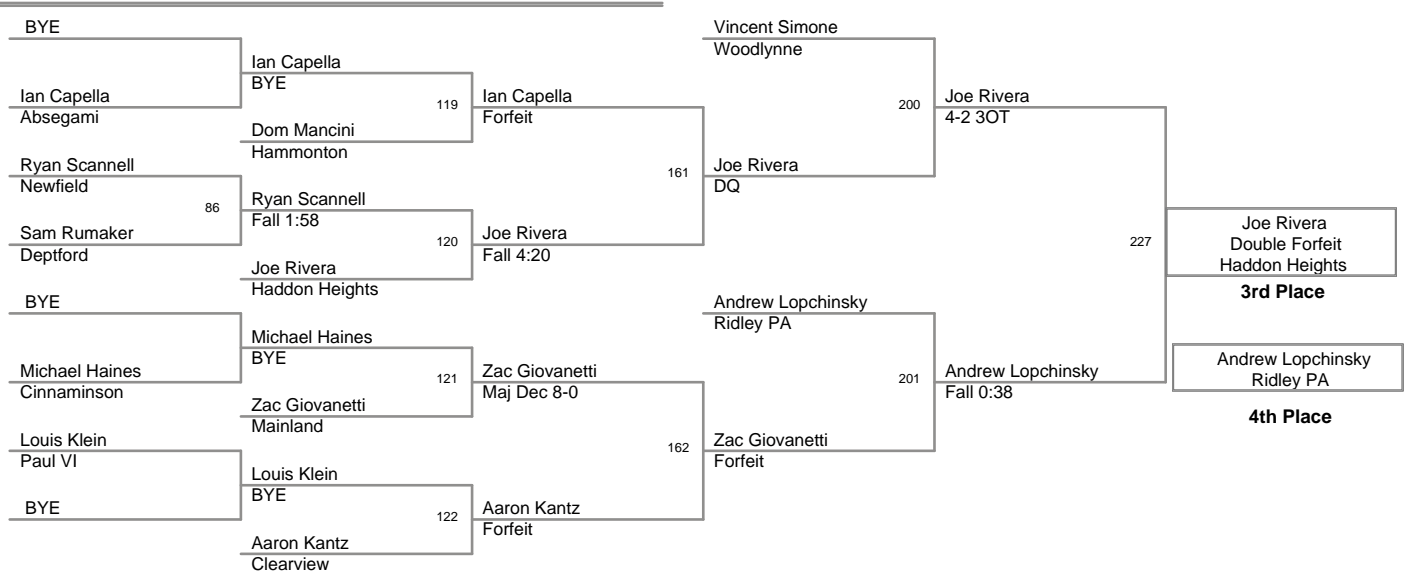 BYE
Ian Capella
Absegami
Ryan Scannell
Newfield
86
Sam Rumaker
Deptford
BYE
Michael Haines
Cinnaminson
Louis Klein
Paul VI
BYE
Ian Capella
BYE
119
Dom Mancini
Hammonton
Ryan Scannell
Fall 1:58
120
Joe Rivera
Haddon Heights
Michael Haines
BYE
121
Zac Giovanetti
Mainland
Louis Klein
BYE
122
Aaron Kantz
Clearview
Ian Capella
Forfeit
161
Joe Rivera
Fall 4:20
Zac Giovanetti
Maj Dec 8-0
162
Aaron Kantz
Forfeit
Vincent Simone
Woodlynne
200
Joe Rivera
DQ
Andrew Lopchinsky
Ridley PA
201
Zac Giovanetti
Forfeit
Joe Rivera
4-2 3OT
227
Andrew Lopchinsky
Fall 0:38
Joe Rivera
Double Forfeit
Haddon Heights
3rd Place
Andrew Lopchinsky
Ridley PA
4th Place